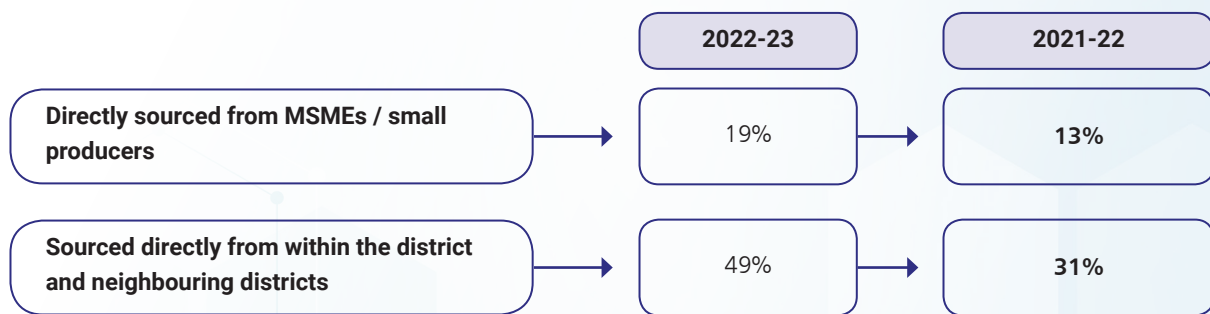 2022-23 2021-22
Directly sourced from MSMEs / small
producers
19% 13%
Sourced directly from within the district
and neighbouring districts
49% 31%